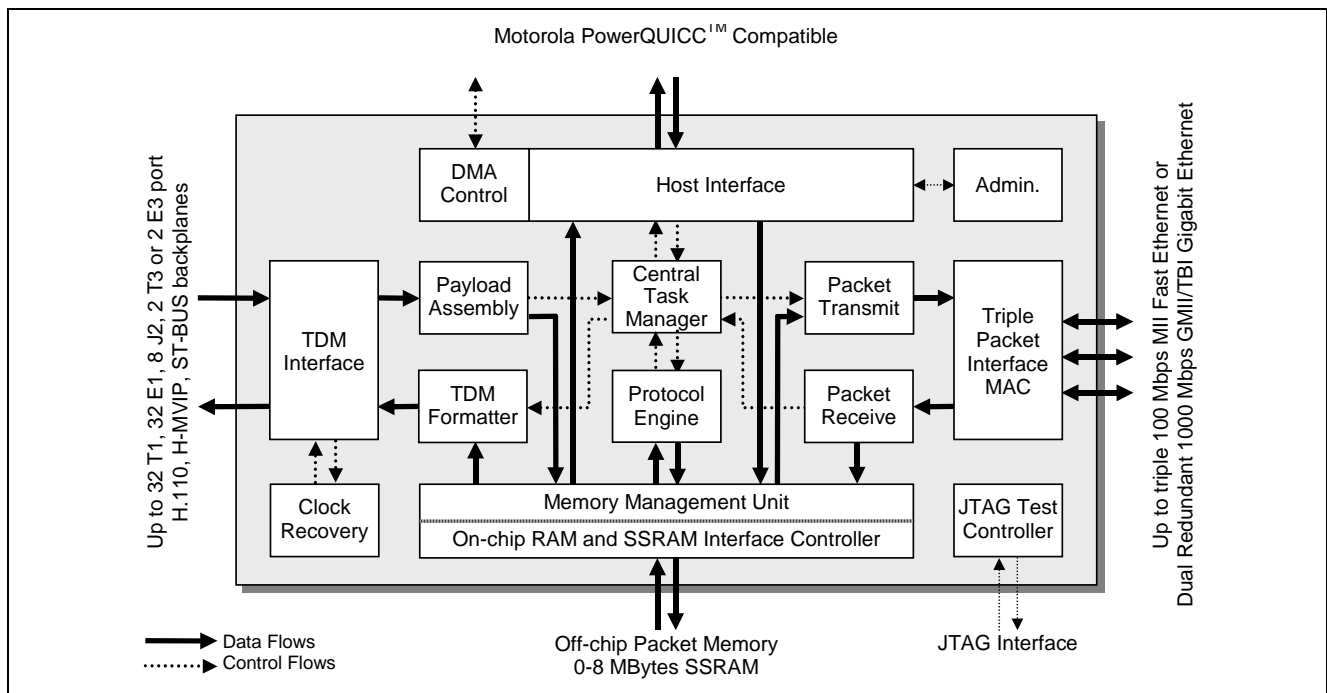 Motorola PowerQUICC™ Compatible
DMA
Control
Host Interface
Admin.
Up to 32 T1, 32 E1, 8 J2, 2 T3 or 2 E3 port
H.110, H-MVIP, ST-BUS backplanes
TDM
Interface
Payload
Assembly
Central
Task
Manager
Packet
Transmit
Triple
Packet
Interface
MAC
Up to triple 100 Mbps MII Fast Ethernet or
Dual Redundant 1000 Mbps GMII/TBI Gigabit Ethernet
TDM
Formatter
Protocol
Engine
Packet
Receive
Clock
Recovery
Memory Management Unit
On-chip RAM and SSRAM Interface Controller
JTAG Test
Controller
Data Flows
Control Flows
Off-chip Packet Memory
0-8 MBytes SSRAM
JTAG Interface